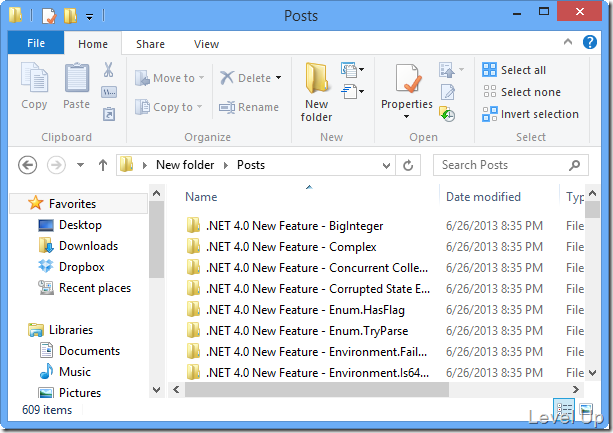 Posts
File Home Share View
Copy
Paste
Clipboard
Move to
Copy to
Delete
Rename
Organize
New folder
New
Properties
Open
Select all
Select none
Invert selection
Select
New folder Posts
Search Posts
Favorites
Desktop
Downloads
Dropbox
Recent places
Libraries
Documents
Music
Pictures
Name Date modified Typ
.NET 4.0 New Feature - BigInteger 6/26/2013 8:35 PM File
.NET 4.0 New Feature - Complex 6/26/2013 8:35 PM File
.NET 4.0 New Feature - Concurrent Colle... 6/26/2013 8:35 PM File
.NET 4.0 New Feature - Corrupted State E... 6/26/2013 8:35 PM File
.NET 4.0 New Feature - Enum.HasFlag 6/26/2013 8:35 PM File
.NET 4.0 New Feature - Enum.TryParse 6/26/2013 8:35 PM File
.NET 4.0 New Feature - Environment.Fail... 6/26/2013 8:35 PM File
.NET 4.0 New Feature - Environment.Is64... 6/26/2013 8:35 PM File
609 items
Level Up